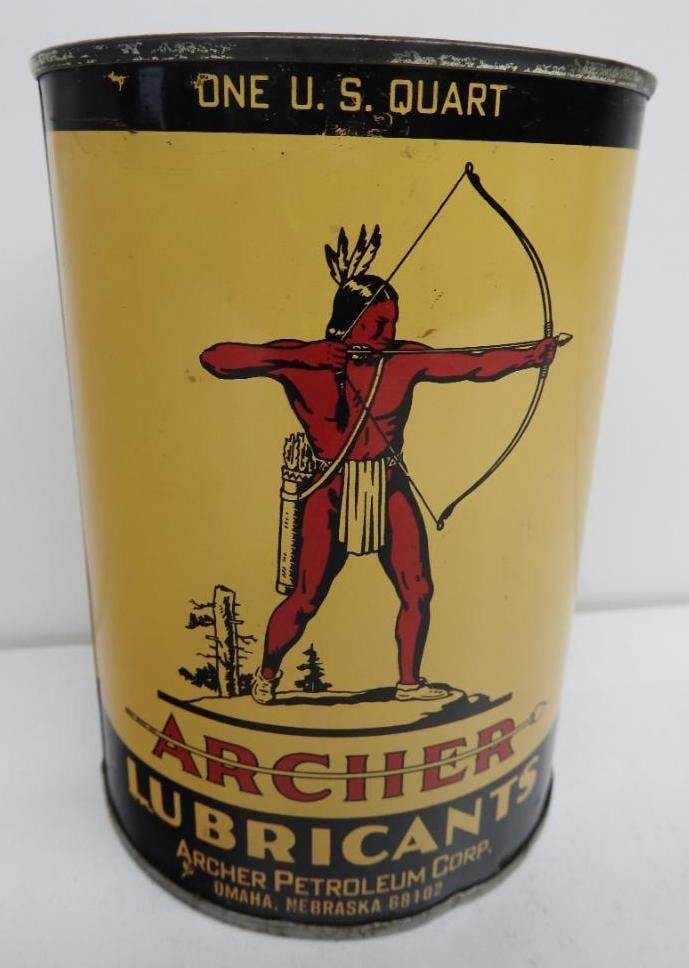 ONE U. S. QUART
ARCHER
LUBRICANTS
ARCHER PETROLEUM CORP.
OMAHA, NEBRASKA 68102